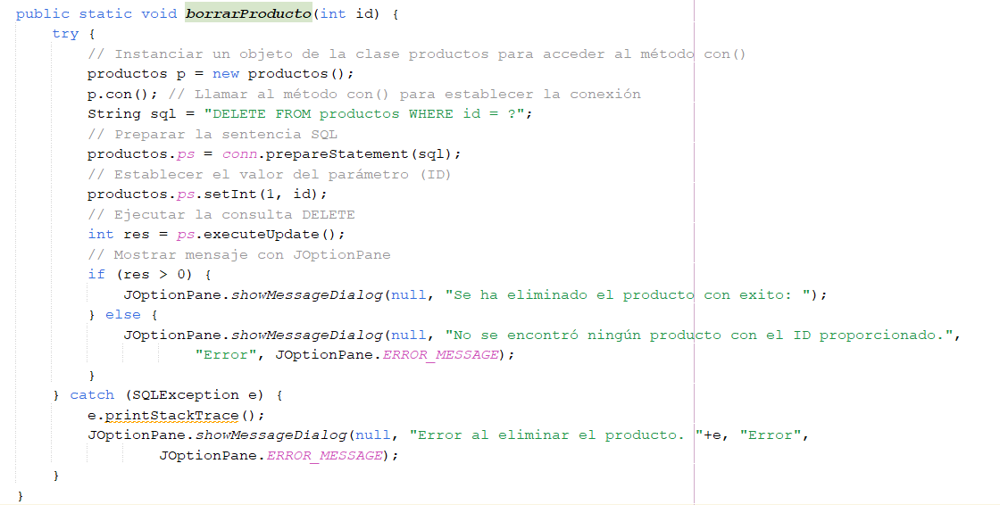 public static void borrarProducto(int id) {
try {
// Instanciar un objeto de la clase productos para acceder al método con()
productos p = new productos();
p.con(); // Llamar al método con() para establecer la conexión
String sql = "DELETE FROM productos WHERE id = ?";
// Preparar la sentencia SQL
productos.ps = conn.prepareStatement(sql);
// Establecer el valor del parámetro (ID)
productos.ps.setInt(1, id);
// Ejecutar la consulta DELETE
int res = ps.executeUpdate();
// Mostrar mensaje con JOptionPane
if (res > 0) {
JOptionPane.showMessageDialog(null, "Se ha eliminado el producto con exito: ");
} else {
JOptionPane.showMessageDialog(null, "No se encontró ningún producto con el ID proporcionado.",
"Error", JOptionPane.ERROR_MESSAGE);
}
} catch (SQLException e) {
e.printStackTrace();
JOptionPane.showMessageDialog(null, "Error al eliminar el producto. "+e, "Error",
JOptionPane.ERROR_MESSAGE);
}
}